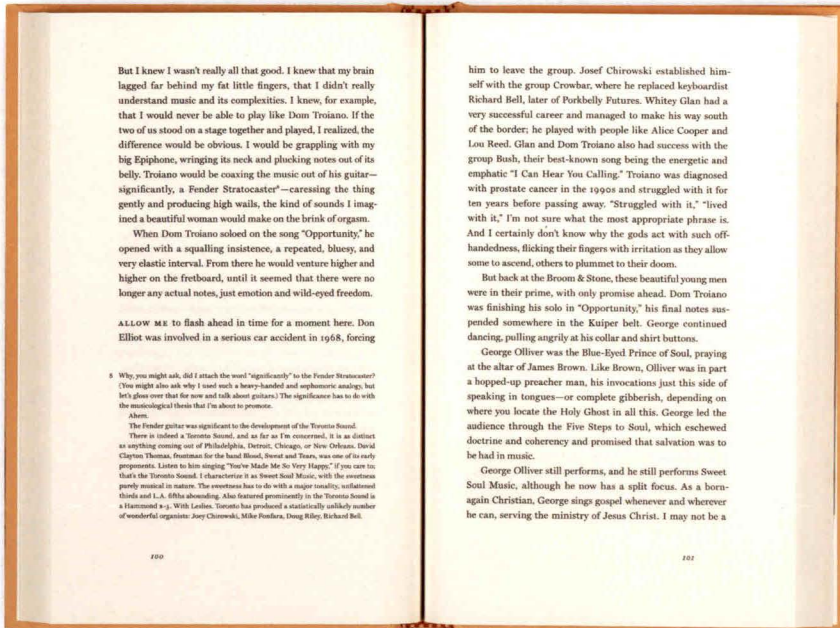 But I knew I wasn't really all that good. I knew that my brain
lagged far behind my fat little fingers, that I didn't really
understand music and its complexities. I knew, for example,
that I would never be able to play like Dom Troiano. If the
two of us stood on a stage together and played, I realized, the
difference would be obvious. I would be grappling with my
big Epiphone, wringing its neck and plucking notes out of its
belly. Troiano would be coaxing the music out of his guitar—
significantly, a Fender Stratocaster⁸—caressing the thing
gently and producing high wails, the kind of sounds I imag-
ined a beautiful woman would make on the brink of orgasm.
When Dom Troiano soloed on the song "Opportunity," he
opened with a squalling insistence, a repeated, bluesy, and
very elastic interval. From there he would venture higher and
higher on the fretboard, until it seemed that there were no
longer any actual notes, just emotion and wild-eyed freedom.
ALLOW ME to flash ahead in time for a moment here. Don
Elliot was involved in a serious car accident in 1968, forcing
8 Why, you might ask, did I attach the word "significantly" to the Fender Stratocaster?
(You might also ask why I used such a heavy-handed and sophomoric analogy, but
let's gloss over that for now and talk about guitars.) The significance has to do with
the musicological thesis that I'm about to promote.
Ahem.
The Fender guitar was significant to the development of the Toronto Sound.
There is indeed a Toronto Sound, and as far as I'm concerned, it is as distinct
as anything coming out of Philadelphia, Detroit, Chicago, or New Orleans. David
Clayton Thomas, frontman for the band Blood, Sweat and Tears, was one of its early
proponents. Listen to him singing "You've Made Me So Very Happy," if you care to;
that's the Toronto Sound. I characterize it as Sweet Soul Music, with the sweetness
purely musical in nature. The sweetness has to do with a major tonality, unflattened
thirds and L.A. fifths abounding. Also featured prominently in the Toronto Sound is
a Hammond B-3. With Leslies. Toronto has produced a statistically unlikely number
of wonderful organists: Joey Chirowski, Mike Fonfara, Doug Riley, Richard Bell.
100
him to leave the group. Josef Chirowski established him-
self with the group Crowbar, where he replaced keyboardist
Richard Bell, later of Porkbelly Futures. Whitey Glan had a
very successful career and managed to make his way south
of the border; he played with people like Alice Cooper and
Lou Reed. Glan and Dom Troiano also had success with the
group Bush, their best-known song being the energetic and
emphatic "I Can Hear You Calling." Troiano was diagnosed
with prostate cancer in the 1990s and struggled with it for
ten years before passing away. "Struggled with it," "lived
with it," I'm not sure what the most appropriate phrase is.
And I certainly don't know why the gods act with such off-
handedness, flicking their fingers with irritation as they allow
some to ascend, others to plummet to their doom.
But back at the Broom & Stone, these beautiful young men
were in their prime, with only promise ahead. Dom Troiano
was finishing his solo in "Opportunity," his final notes sus-
pended somewhere in the Kuiper belt. George continued
dancing, pulling angrily at his collar and shirt buttons.
George Olliver was the Blue-Eyed Prince of Soul, praying
at the altar of James Brown. Like Brown, Olliver was in part
a hopped-up preacher man, his invocations just this side of
speaking in tongues—or complete gibberish, depending on
where you locate the Holy Ghost in all this. George led the
audience through the Five Steps to Soul, which eschewed
doctrine and coherency and promised that salvation was to
be had in music.
George Olliver still performs, and he still performs Sweet
Soul Music, although he now has a split focus. As a born-
again Christian, George sings gospel whenever and wherever
he can, serving the ministry of Jesus Christ. I may not be a
101